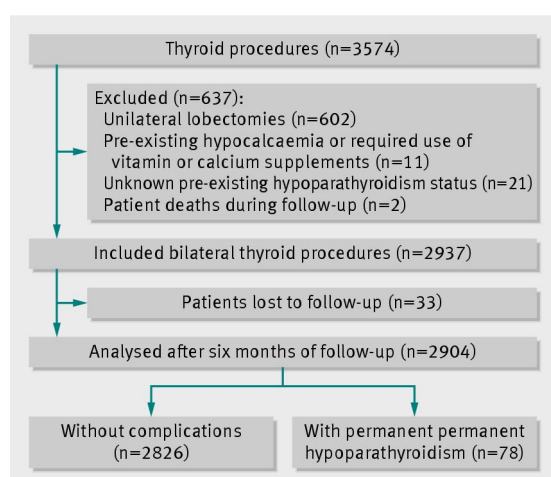 Thyroid procedures (n=3574)
Excluded (n=637):
Unilateral lobectomies (n=602)
Pre-existing hypocalcaemia or required use of
vitamin or calcium supplements (n=11)
Unknown pre-existing hypoparathyroidism status (n=21)
Patient deaths during follow-up (n=2)
Included bilateral thyroid procedures (n=2937)
Patients lost to follow-up (n=33)
Analysed after six months of follow-up (n=2904)
Without complications
(n=2826)
With permanent permanent
hypoparathyroidism (n=78)